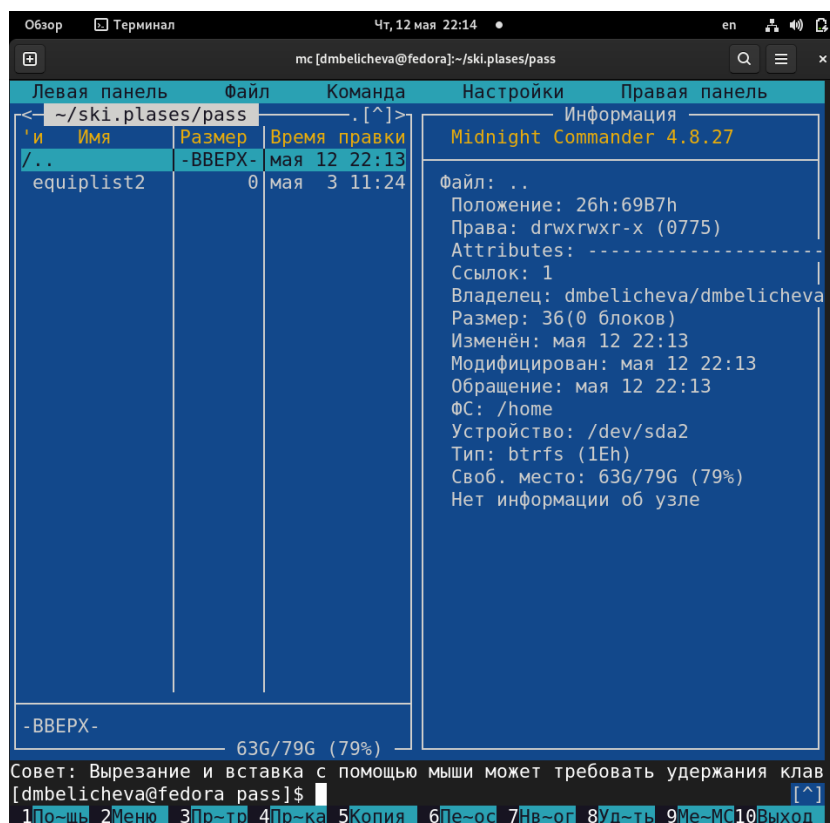 Обзор Терминал Чт, 12 мая 22:14 en
mc [dmbelicheva@fedora]:~/ski.plases/pass
Левая панель Файл Команда Настройки Правая панель
<- ~/ski.plases/pass .[^]>
'и Имя Размер Время правки
/.. -ВВЕРХ- мая 12 22:13
equiplist2 0 мая 3 11:24
-ВВЕРХ-
63G/79G (79%)
Информация
Midnight Commander 4.8.27
Файл: ..
Положение: 26h:69B7h
Права: drwxrwxr-x (0775)
Attributes: ----------------------
Ссылок: 1
Владелец: dmbelicheva/dmbelicheva
Размер: 36(0 блоков)
Изменён: мая 12 22:13
Модифицирован: мая 12 22:13
Обращение: мая 12 22:13
ФС: /home
Устройство: /dev/sda2
Тип: btrfs (1Eh)
Своб. место: 63G/79G (79%)
Нет информации об узле
Совет: Вырезание и вставка с помощью мыши может требовать удержания клав
[dmbelicheva@fedora pass]$ [^]
1По~щь 2Меню 3Пр~тр 4Пр~ка 5Копия 6Пе~ос 7Нв~ог 8Уд~ть 9Ме~МС10Выход